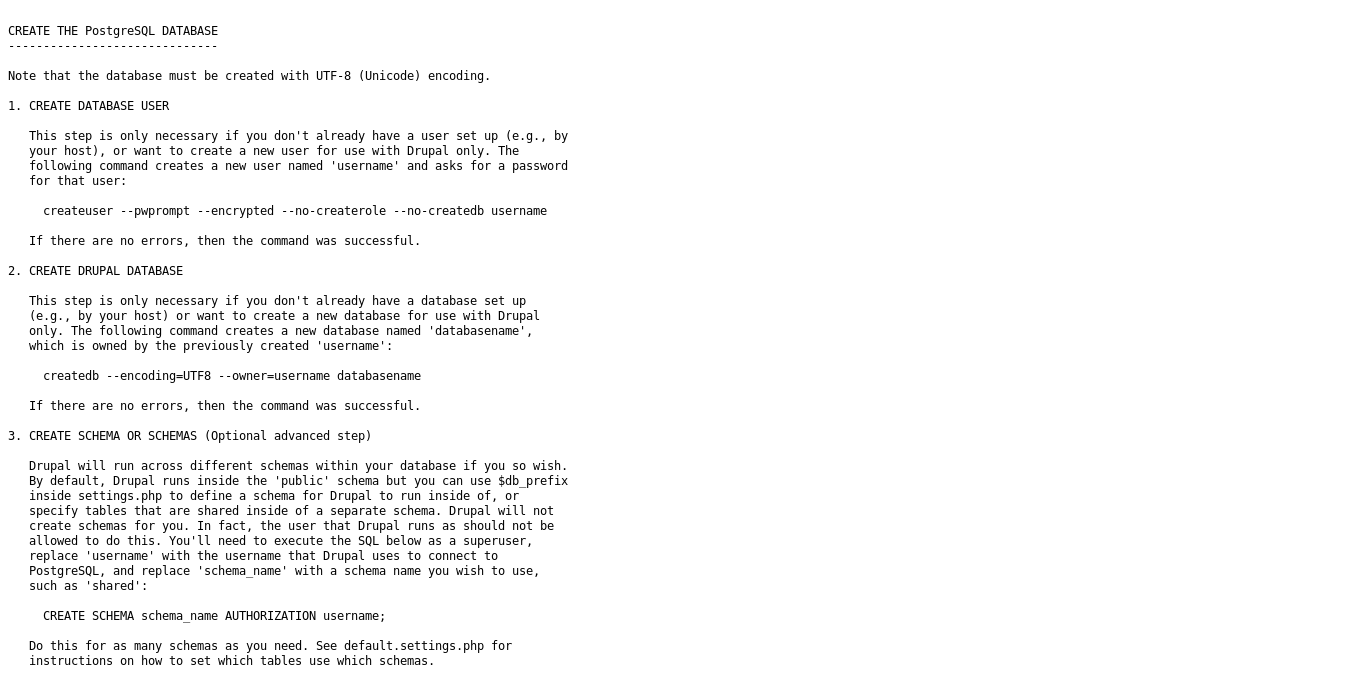 CREATE THE PostgreSQL DATABASE
------------------------------
Note that the database must be created with UTF-8 (Unicode) encoding.
1. CREATE DATABASE USER
This step is only necessary if you don't already have a user set up (e.g., by
your host), or want to create a new user for use with Drupal only. The
following command creates a new user named 'username' and asks for a password
for that user:
createuser --pwprompt --encrypted --no-createrole --no-createdb username
If there are no errors, then the command was successful.
2. CREATE DRUPAL DATABASE
This step is only necessary if you don't already have a database set up
(e.g., by your host) or want to create a new database for use with Drupal
only. The following command creates a new database named 'databasename',
which is owned by the previously created 'username':
createdb --encoding=UTF8 --owner=username databasename
If there are no errors, then the command was successful.
3. CREATE SCHEMA OR SCHEMAS (Optional advanced step)
Drupal will run across different schemas within your database if you so wish.
By default, Drupal runs inside the 'public' schema but you can use $db_prefix
inside settings.php to define a schema for Drupal to run inside of, or
specify tables that are shared inside of a separate schema. Drupal will not
create schemas for you. In fact, the user that Drupal runs as should not be
allowed to do this. You'll need to execute the SQL below as a superuser,
replace 'username' with the username that Drupal uses to connect to
PostgreSQL, and replace 'schema_name' with a schema name you wish to use,
such as 'shared':
CREATE SCHEMA schema_name AUTHORIZATION username;
Do this for as many schemas as you need. See default.settings.php for
instructions on how to set which tables use which schemas.